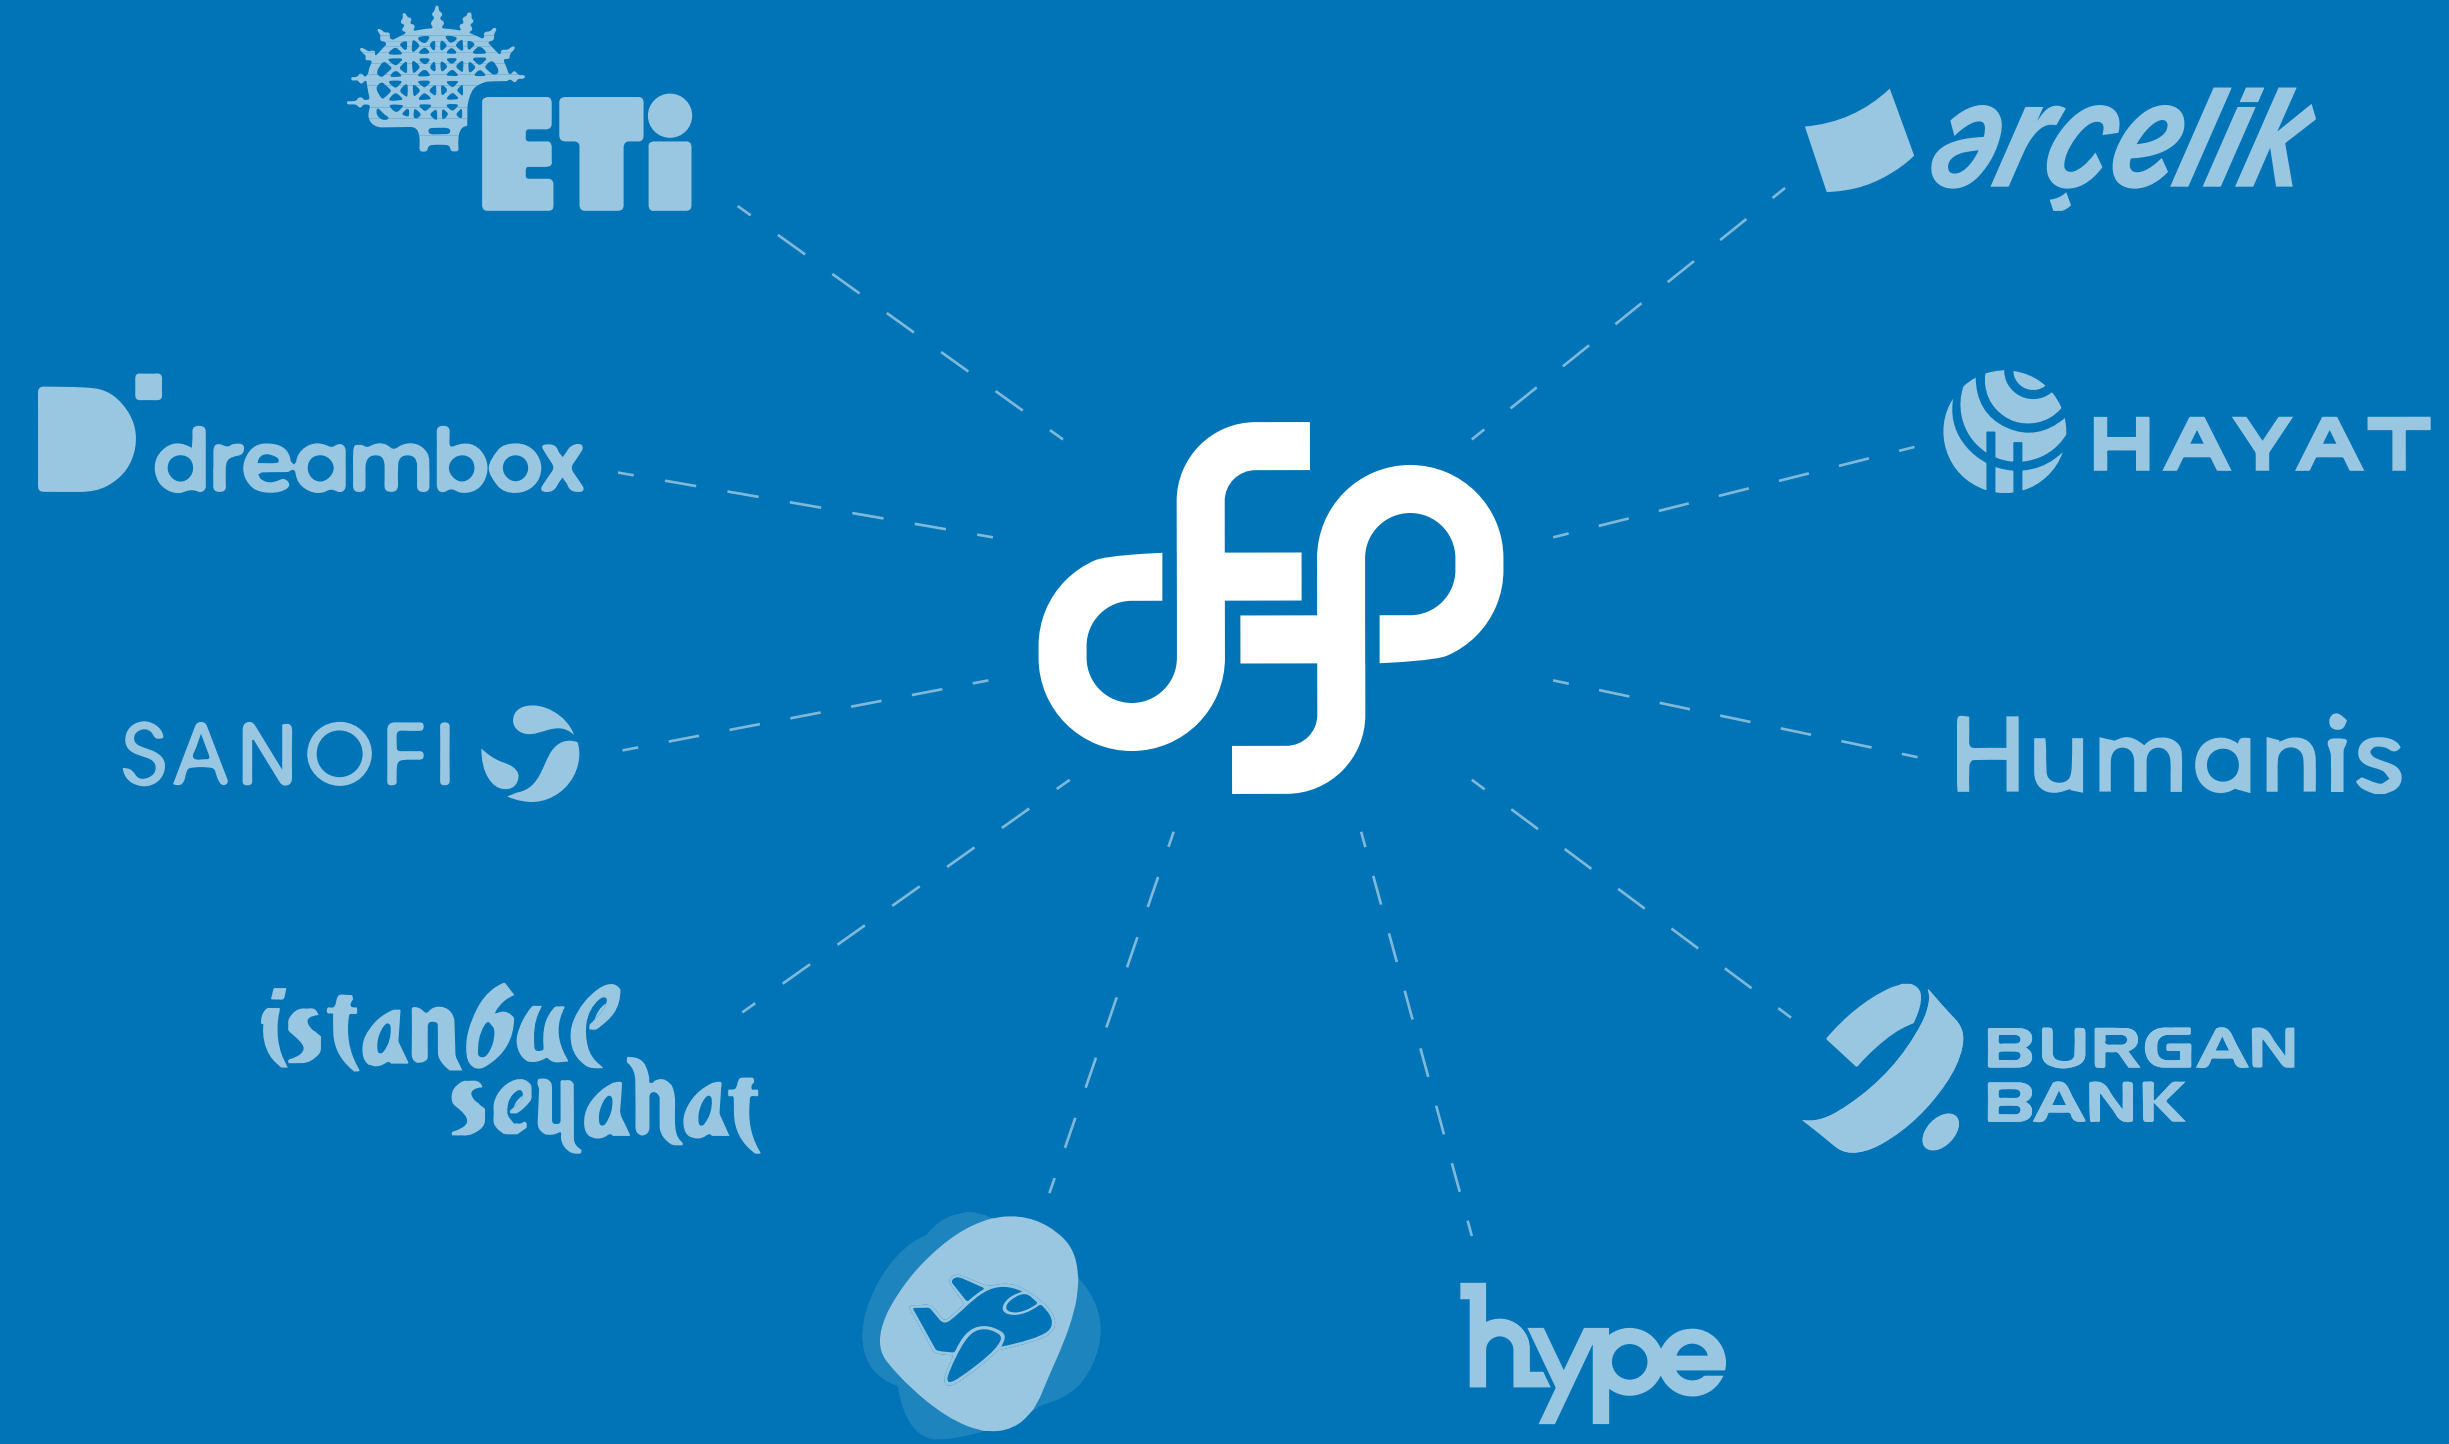 ETi
arçelik
dreambox
HAYAT
SANOFI
Humanis
istanbul
seyahat
BURGAN
BANK
hype